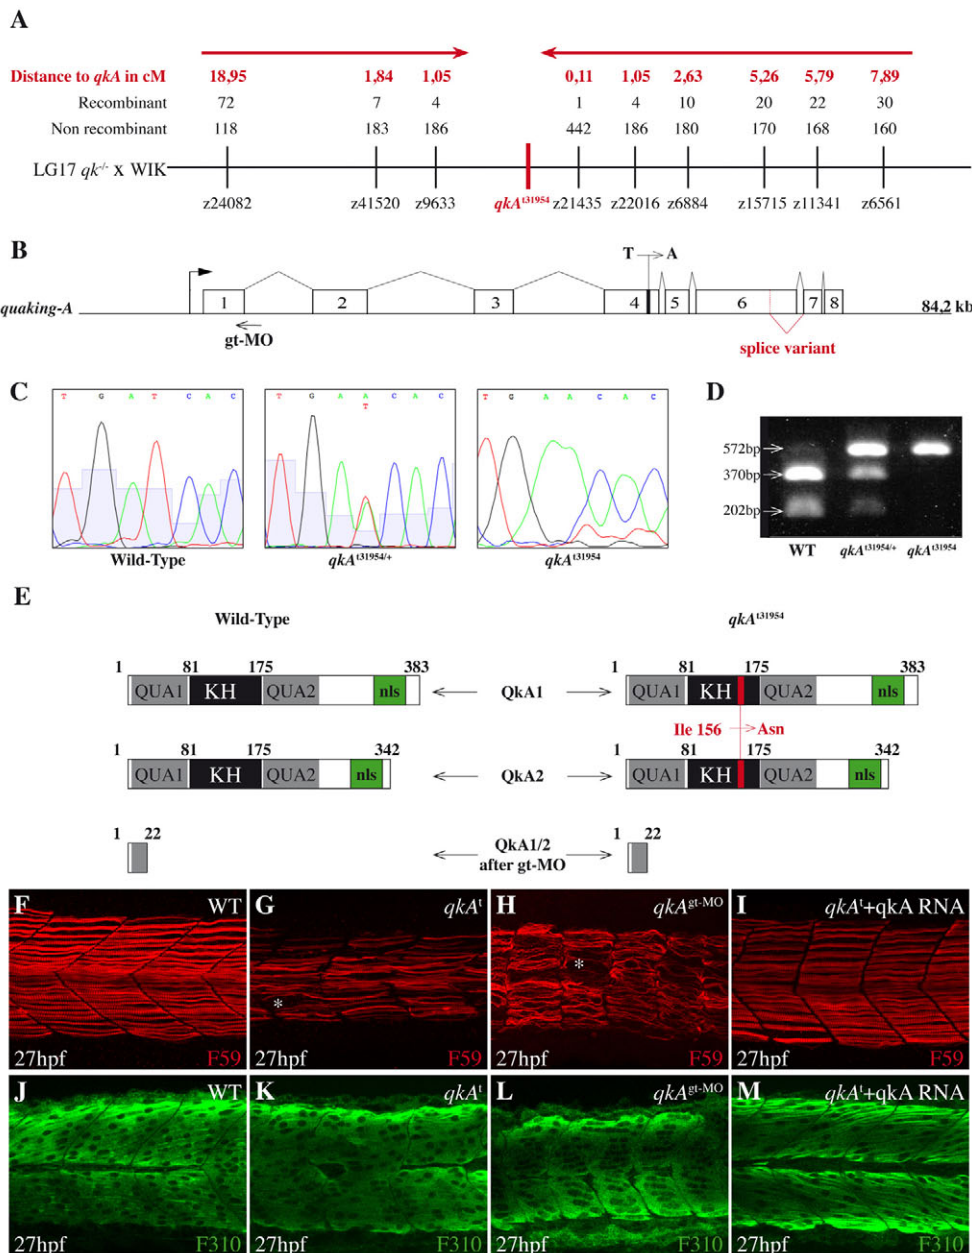 A
Distance to qkA in cM 18,95 1,84 1,05 0,11 1,05 2,63 5,26 5,79 7,89
Recombinant 72 7 4 1 4 10 20 22 30
Non recombinant 118 183 186 442 186 180 170 168 160
LG17 qk-/- x WIK
z24082 z41520 z9633 qkAt31954 z21435 z22016 z6884 z15715 z11341 z6561
B
T A
quaking-A 1 2 3 4 5 6 7 8 84,2 kb
gt-MO
splice variant
C
T G A T C A C
T G A A C A C
T
T G A A C A C
Wild-Type qkAt31954/+ qkAt31954
D
572bp
370bp
202bp
WT qkAt31954/+ qkAt31954
E
Wild-Type qkAt31954
1 81 175 383 1 81 175 383
QUA1 KH QUA2 nls QkA1 QUA1 KH QUA2 nls
Ile 156 Asn
1 81 175 342 1 81 175 342
QUA1 KH QUA2 nls QkA2 QUA1 KH QUA2 nls
1 22 QkA1/2 1 22
after gt-MO
F WT G qkAt H qkAgt-MO I qkAt+qkA RNA
* *
27hpf F59 27hpf F59 27hpf F59 27hpf F59
J WT K qkAt L qkAgt-MO M qkAt+qkA RNA
27hpf F310 27hpf F310 27hpf F310 27hpf F310